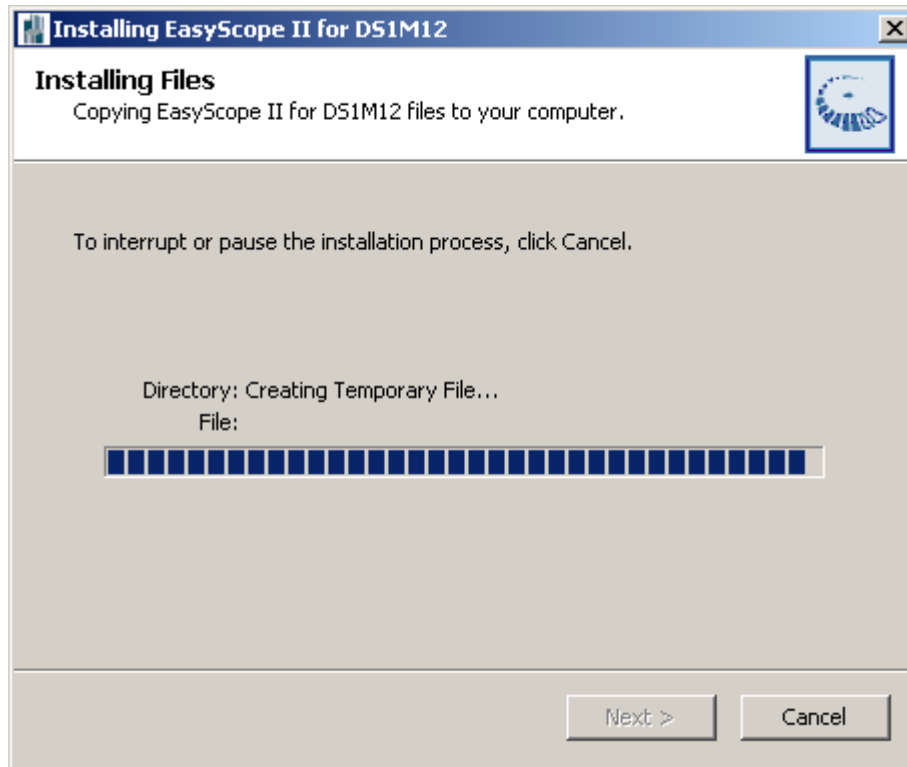 Installing EasyScope II for DS1M12
Installing Files
Copying EasyScope II for DS1M12 files to your computer.
To interrupt or pause the installation process, click Cancel.
Directory: Creating Temporary File...
File:
Next >
Cancel